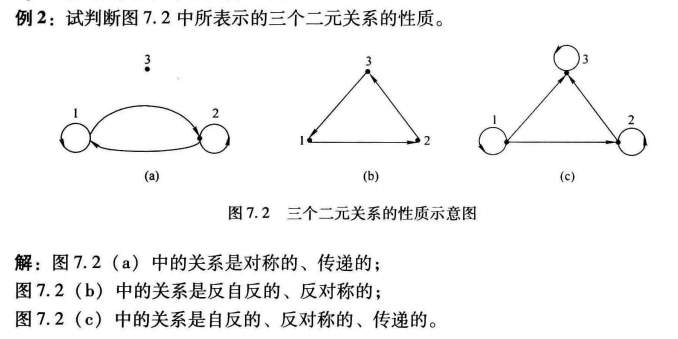 例2：试判断图7.2中所表示的三个二元关系的性质。
3
1
2
(a)
3
1
2
(b)
3
1
2
(c)
图7.2 三个二元关系的性质示意图
解：图7.2（a）中的关系是对称的、传递的；
图7.2（b）中的关系是反自反的、反对称的；
图7.2（c）中的关系是自反的、反对称的、传递的。